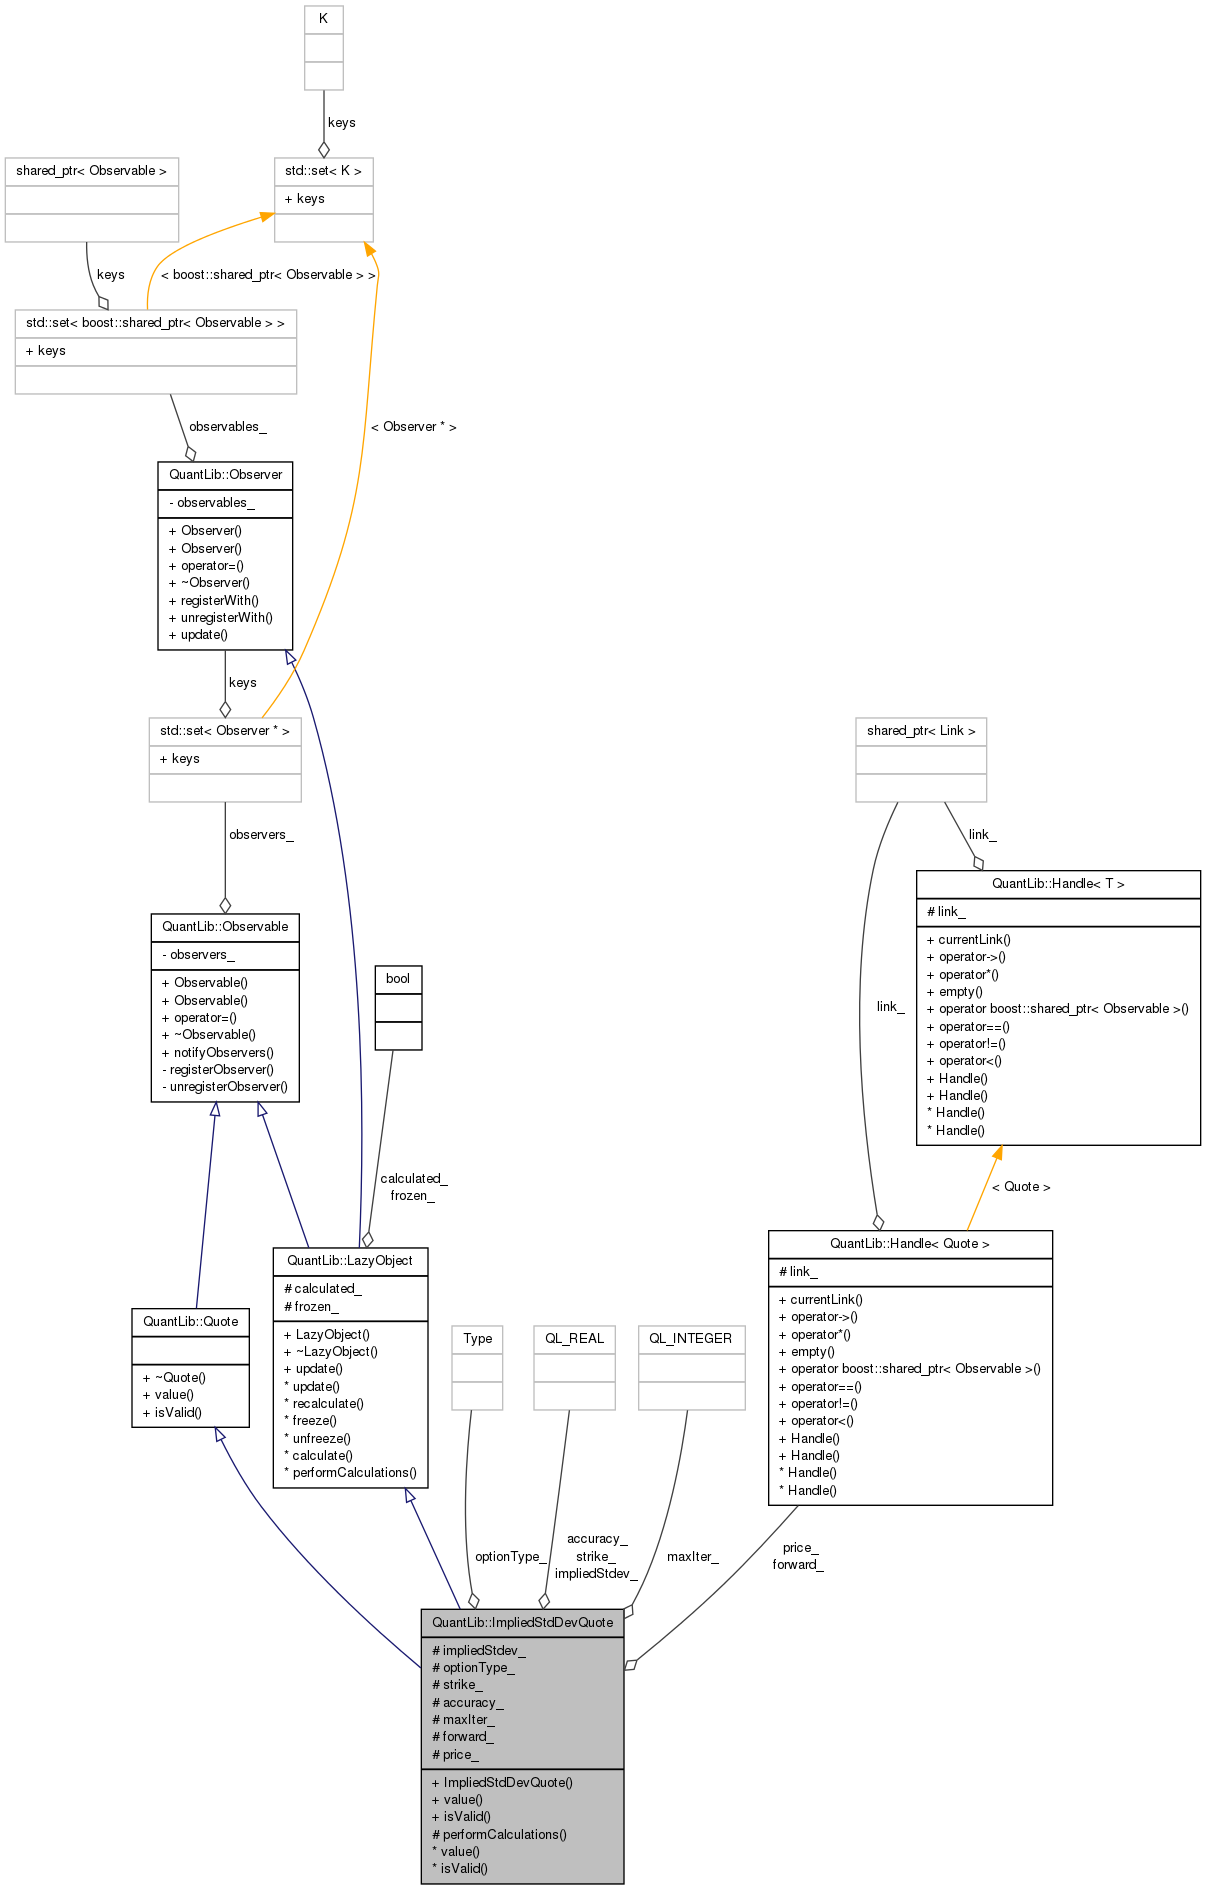 K
keys
shared_ptr< Observable >
std::set< K >
+ keys
keys
< boost::shared_ptr< Observable > >
std::set< boost::shared_ptr< Observable > >
+ keys
observables_
< Observer * >
QuantLib::Observer
- observables_
+ Observer()
+ Observer()
+ operator=()
+ ~Observer()
+ registerWith()
+ unregisterWith()
+ update()
keys
std::set< Observer * >
+ keys
observers_
QuantLib::Observable
- observers_
+ Observable()
+ Observable()
+ operator=()
+ ~Observable()
+ notifyObservers()
- registerObserver()
- unregisterObserver()
bool
calculated_
frozen_
shared_ptr< Link >
link_
link_
QuantLib::Handle< T >
# link_
+ currentLink()
+ operator->()
+ operator*()
+ empty()
+ operator boost::shared_ptr< Observable >()
+ operator==()
+ operator!=()
+ operator<()
+ Handle()
+ Handle()
* Handle()
* Handle()
< Quote >
QuantLib::Handle< Quote >
# link_
+ currentLink()
+ operator->()
+ operator*()
+ empty()
+ operator boost::shared_ptr< Observable >()
+ operator==()
+ operator!=()
+ operator<()
+ Handle()
+ Handle()
* Handle()
* Handle()
QuantLib::LazyObject
# calculated_
# frozen_
+ LazyObject()
+ ~LazyObject()
+ update()
* update()
* recalculate()
* freeze()
* unfreeze()
* calculate()
* performCalculations()
QuantLib::Quote
+ ~Quote()
+ value()
+ isValid()
Type
QL_REAL
QL_INTEGER
optionType_
accuracy_
strike_
impliedStdev_
maxIter_
price_
forward_
QuantLib::ImpliedStdDevQuote
# impliedStdev_
# optionType_
# strike_
# accuracy_
# maxIter_
# forward_
# price_
+ ImpliedStdDevQuote()
+ value()
+ isValid()
# performCalculations()
* value()
* isValid()